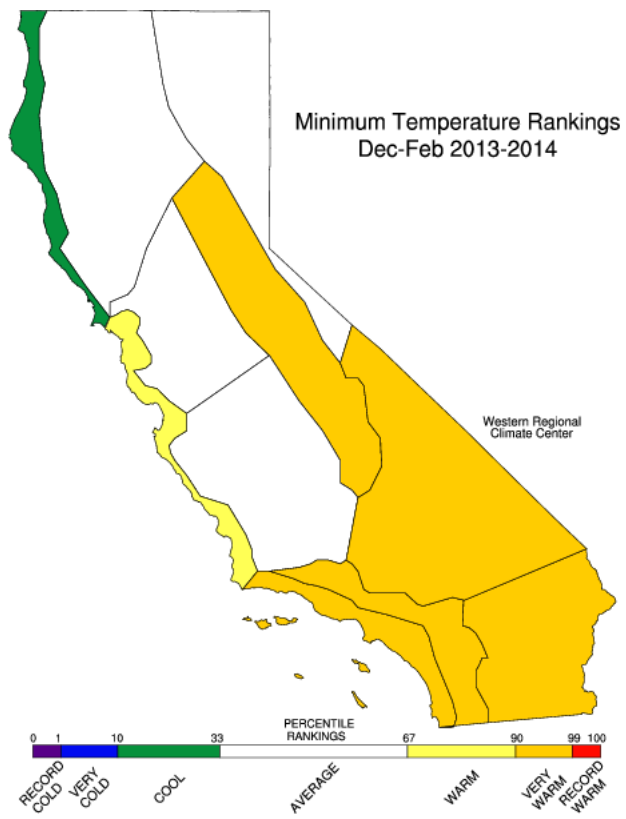 Minimum Temperature Rankings
Dec-Feb 2013-2014
Western Regional
Climate Center
PERCENTILE
RANKINGS
0 1 10 33 67 90 99 100
RECORD COLD
VERY COLD
COOL
AVERAGE
WARM
VERY WARM
RECORD WARM